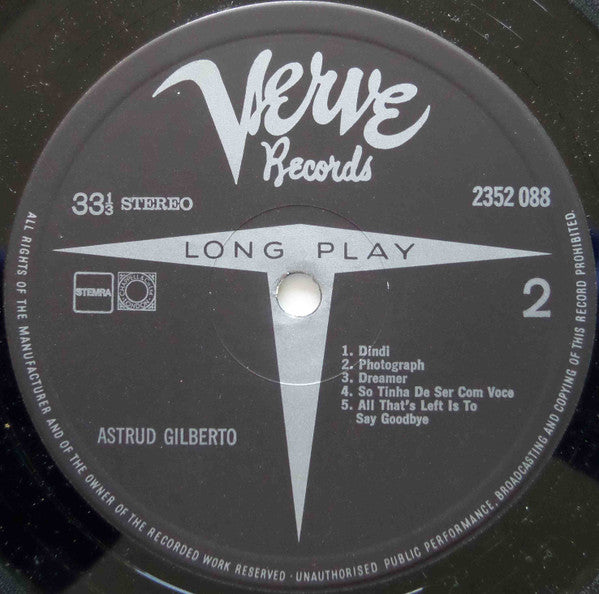 Verve
Records
33⅓ STEREO
2352 088
LONG PLAY
STEMRA
CHAPPELL & CO
LONDON
2
1. Dindi
2. Photograph
3. Dreamer
4. So Tinha De Ser Com Voce
5. All That's Left Is To
Say Goodbye
ASTRUD GILBERTO
ALL RIGHTS OF THE MANUFACTURER AND OF THE OWNER OF THE RECORDED WORK RESERVED · UNAUTHORISED PUBLIC PERFORMANCE, BROADCASTING AND COPYING OF THIS RECORD PROHIBITED.